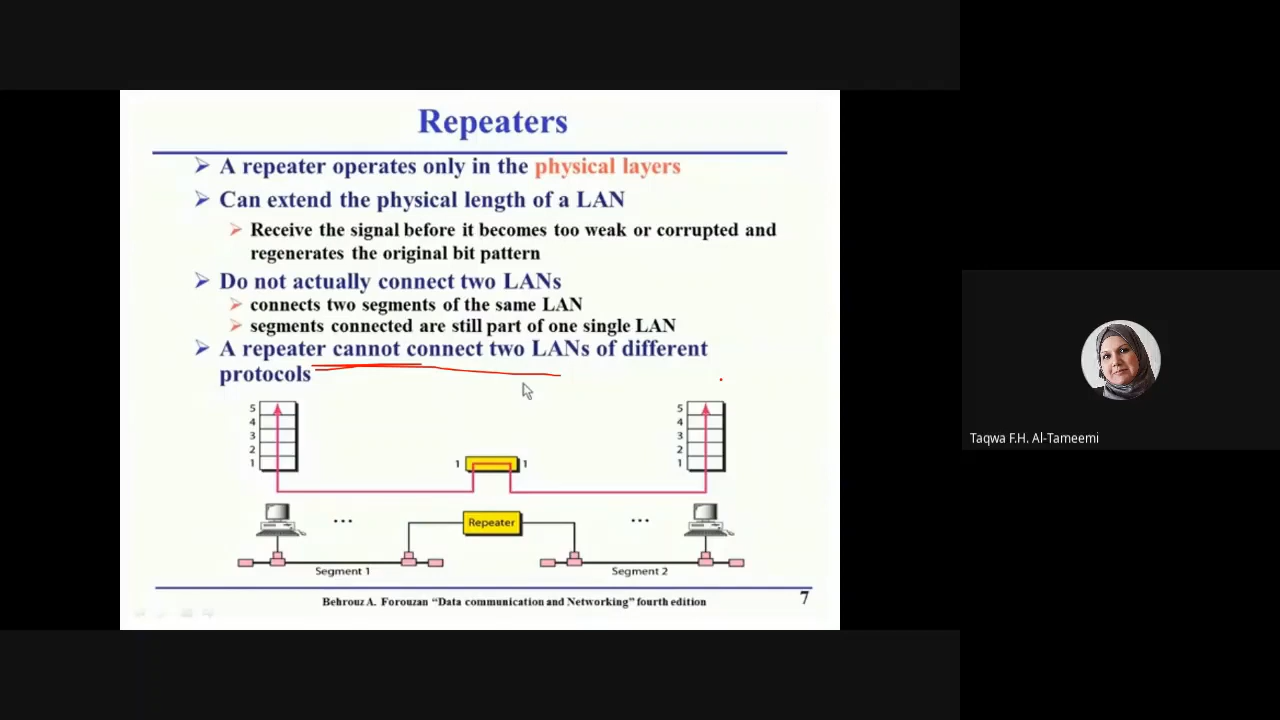 Repeaters
A repeater operates only in the physical layers
Can extend the physical length of a LAN
Receive the signal before it becomes too weak or corrupted and
regenerates the original bit pattern
Do not actually connect two LANs
connects two segments of the same LAN
segments connected are still part of one single LAN
A repeater cannot connect two LANs of different
protocols
5
4
3
2
1
1
1
5
4
3
2
1
...
Repeater
...
Segment 1
Segment 2
Behrouz A. Forouzan “Data communication and Networking” fourth edition
7
Taqwa F.H. Al-Tameemi